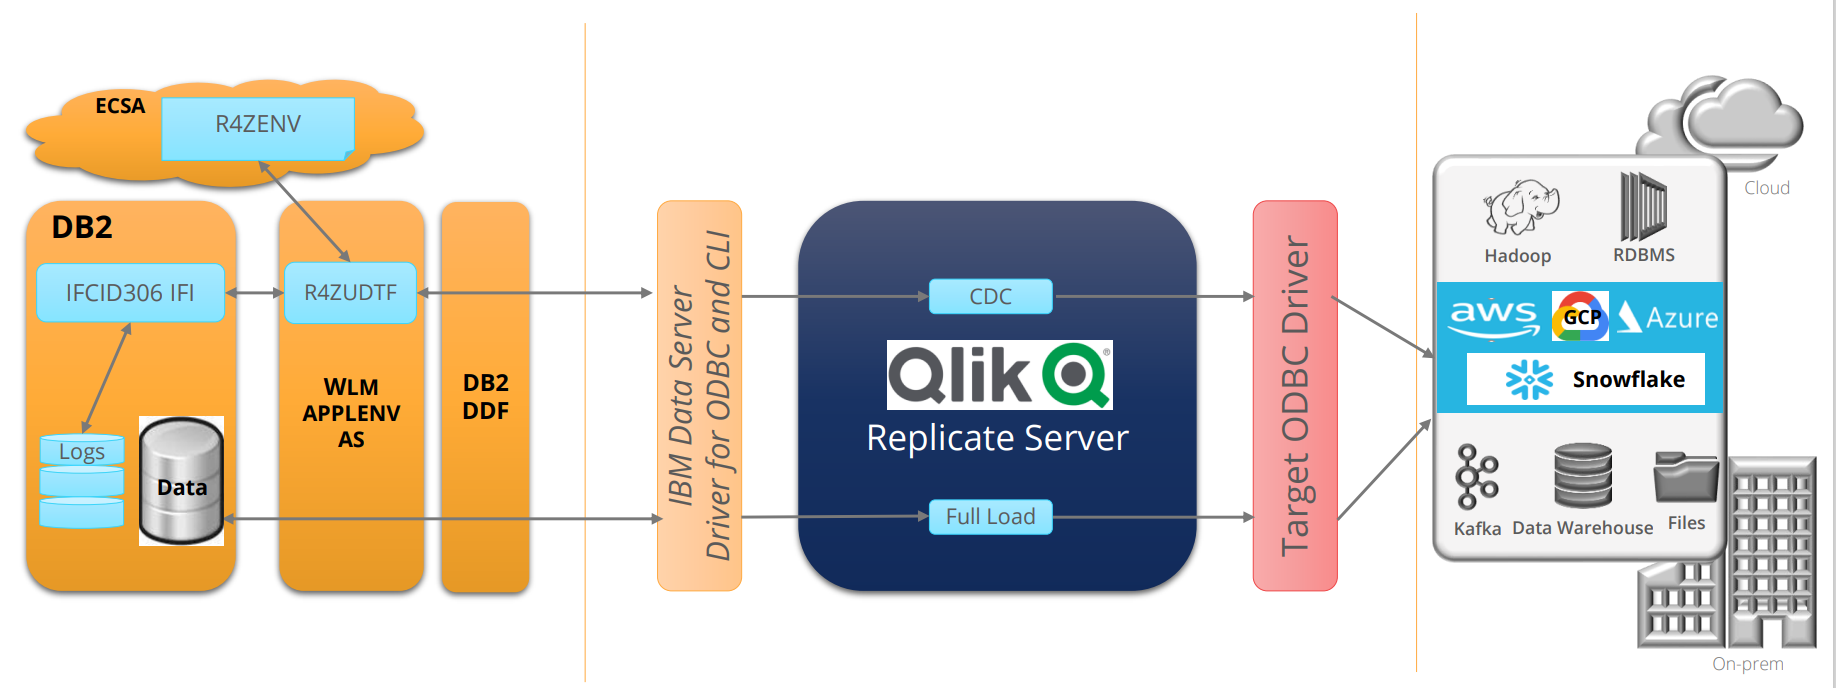 ECSA
R4ZENV
DB2
IFCID306 IFI
Logs
Data
R4ZUDTF
WLM
APPLENV
AS
DB2
DDF
IBM Data Server
Driver for ODBC and CLI
CDC
Qlik
®
Replicate Server
Full Load
Target ODBC Driver
Cloud
Hadoop
RDBMS
aws
GCP
Azure
Snowflake
Kafka
Data Warehouse
Files
On-prem